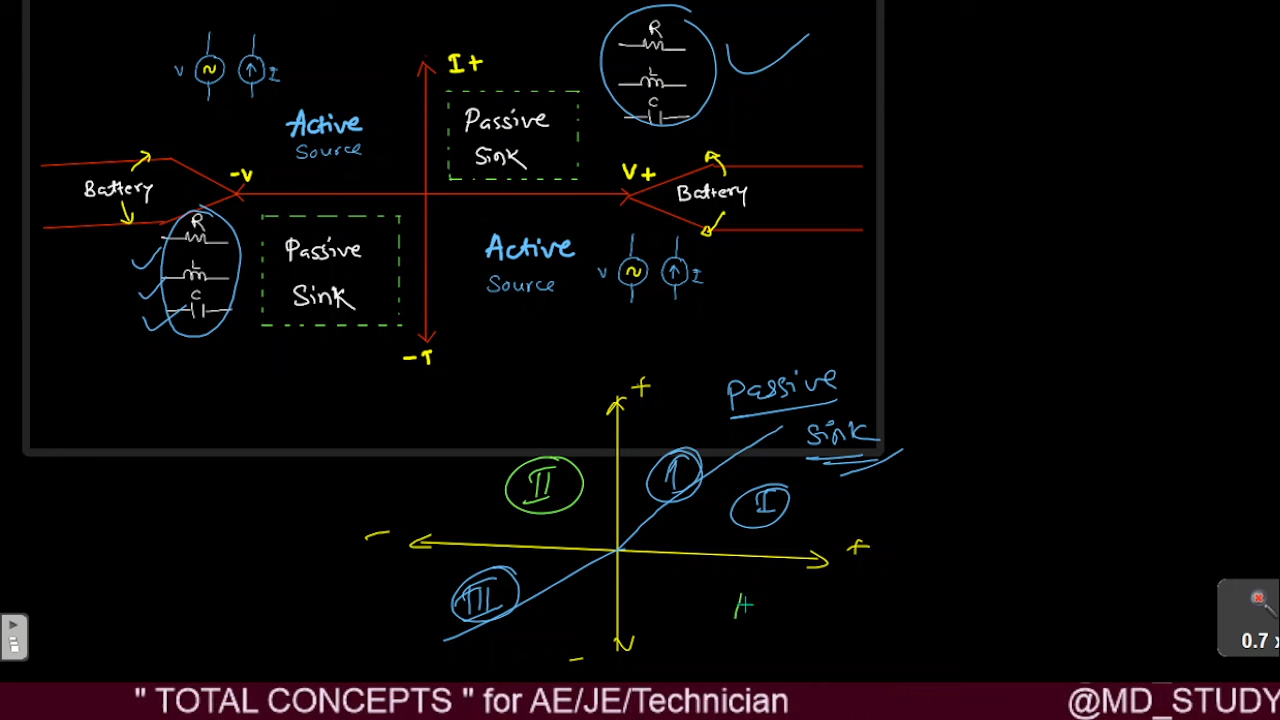 I+
R
V
I
L
C
Passive
Sink
Active
Source
-V
V+
Battery
Battery
R
L
C
Passive
Sink
Active
Source
V
I
-I
+
Passive
Sink
II
I
I
-
+
III
-
0.7 x
" TOTAL CONCEPTS " for AE/JE/Technician
@MD_STUDY